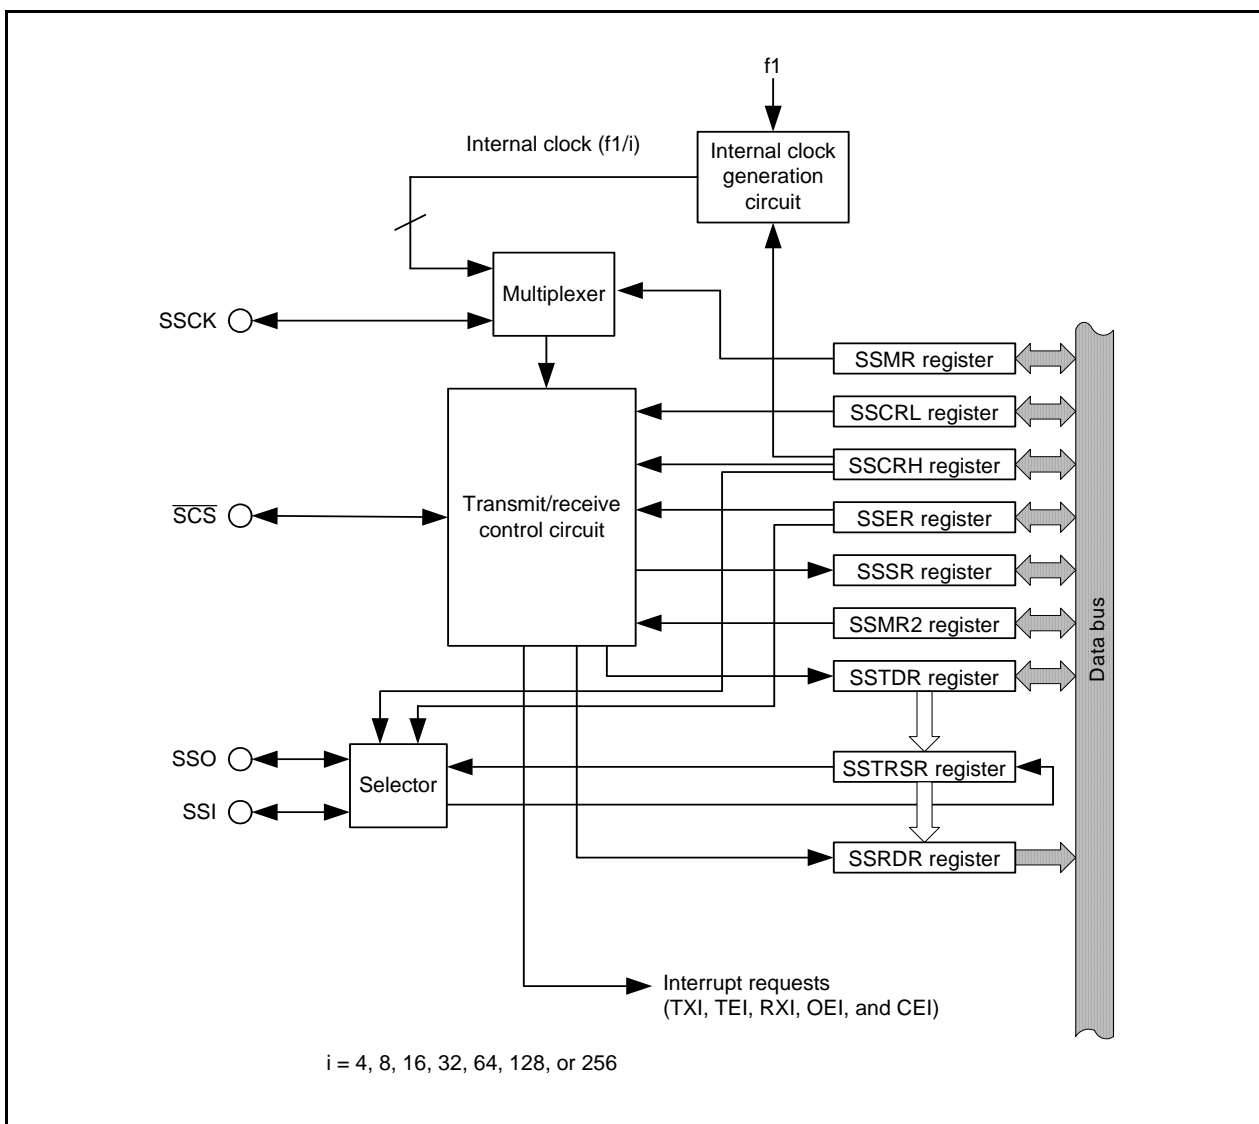 f1
Internal clock (f1/i)
Internal clock
generation
circuit
Multiplexer
SSCK
SSMR register
SSCRL register
SSCRH register
SCS
Transmit/receive
control circuit
SSER register
SSSR register
SSMR2 register
Data bus
SSTDR register
SSO
SSTRSR register
Selector
SSI
SSRDR register
Interrupt requests
(TXI, TEI, RXI, OEI, and CEI)
i = 4, 8, 16, 32, 64, 128, or 256